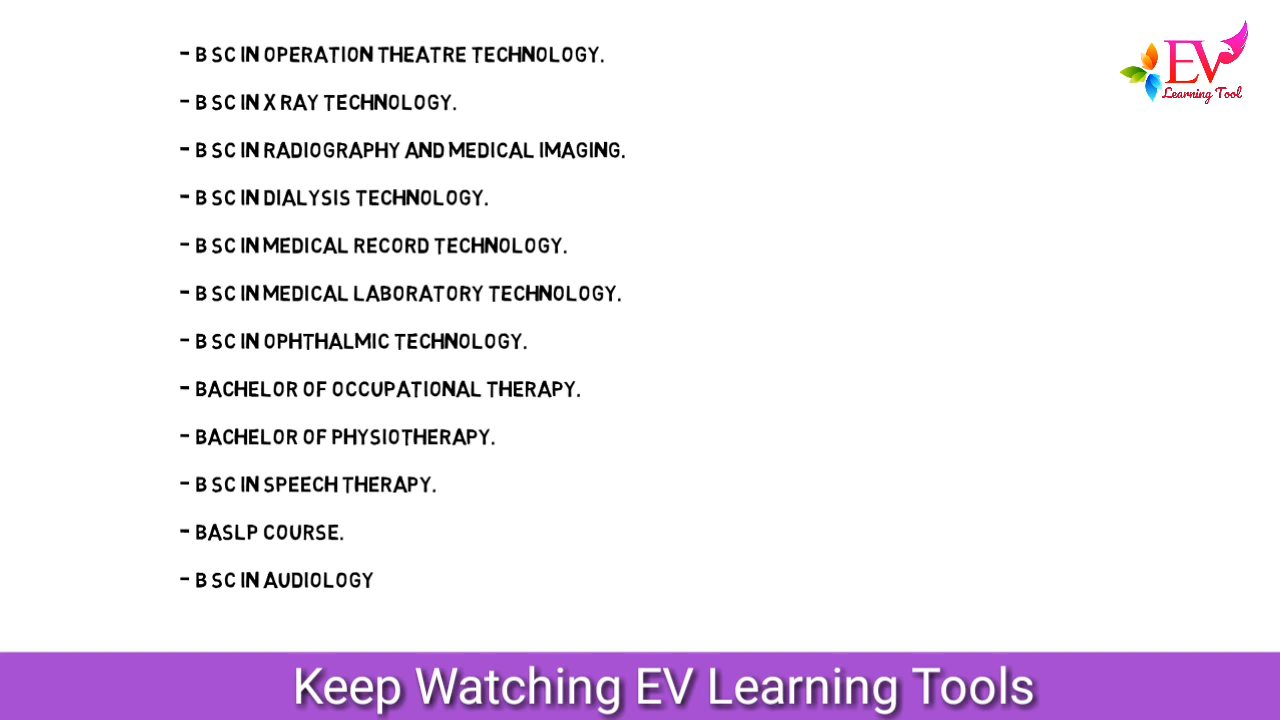 - B SC IN OPERATION THEATRE TECHNOLOGY.
- B SC IN X RAY TECHNOLOGY.
- B SC IN RADIOGRAPHY AND MEDICAL IMAGING.
- B SC IN DIALYSIS TECHNOLOGY.
- B SC IN MEDICAL RECORD TECHNOLOGY.
- B SC IN MEDICAL LABORATORY TECHNOLOGY.
- B SC IN OPHTHALMIC TECHNOLOGY.
- BACHELOR OF OCCUPATIONAL THERAPY.
- BACHELOR OF PHYSIOTHERAPY.
- B SC IN SPEECH THERAPY.
- BASLP COURSE.
- B SC IN AUDIOLOGY
EV
Learning Tool
Keep Watching EV Learning Tools